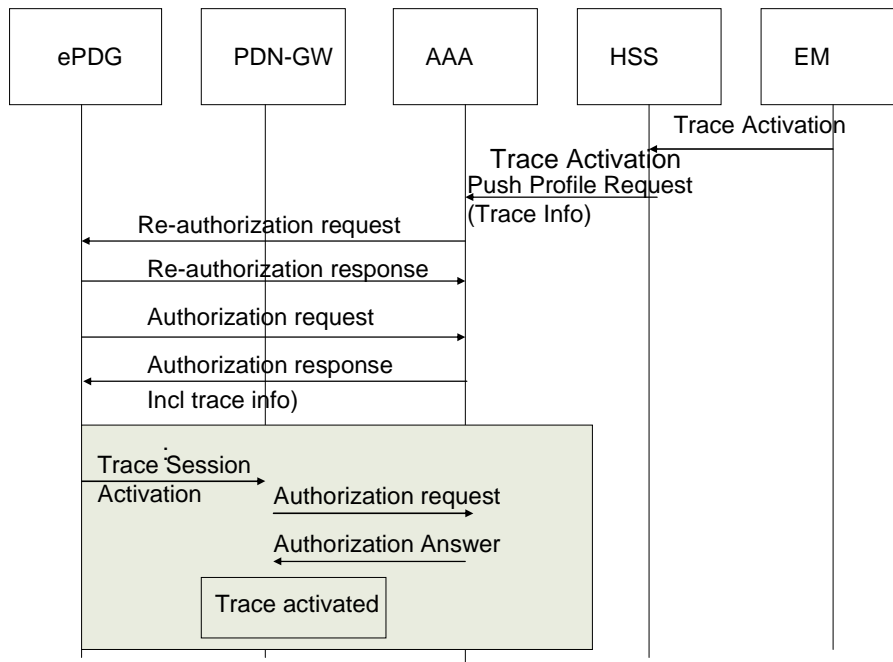 ePDG
PDN-GW
AAA
HSS
EM
Trace Activation
Trace Activation
Push Profile Request
(Trace Info)
Re-authorization request
Re-authorization response
Authorization request
Authorization response
Incl trace info)
:
Trace Session
Activation
Authorization request
Authorization Answer
Trace activated